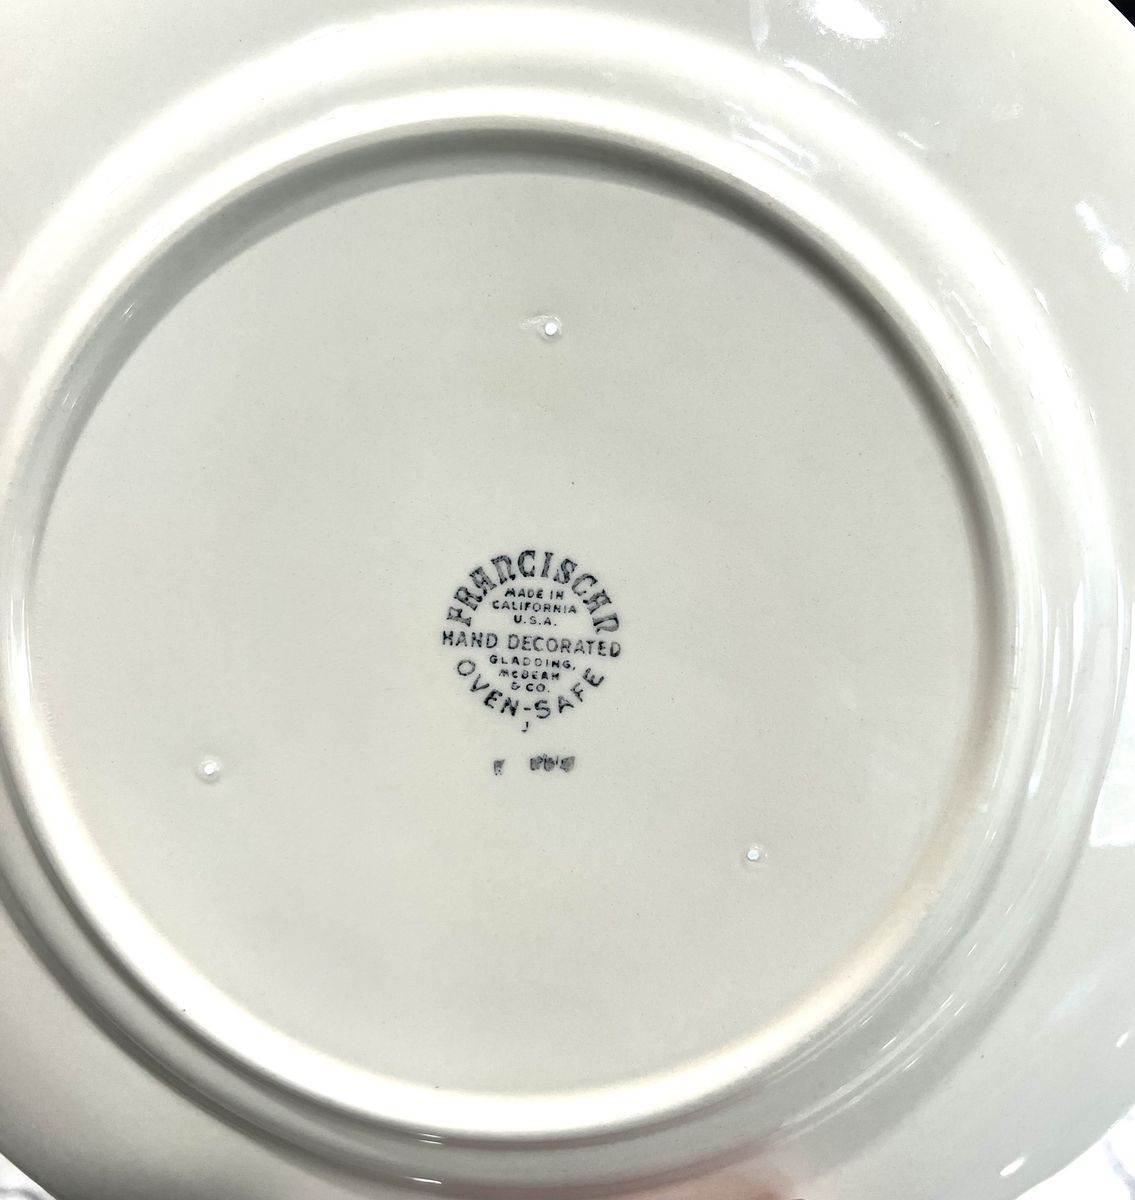 FRANCISCAN
MADE IN
CALIFORNIA
U.S.A.
HAND DECORATED
GLADDING,
McBEAN
& CO.
OVEN-SAFE
J